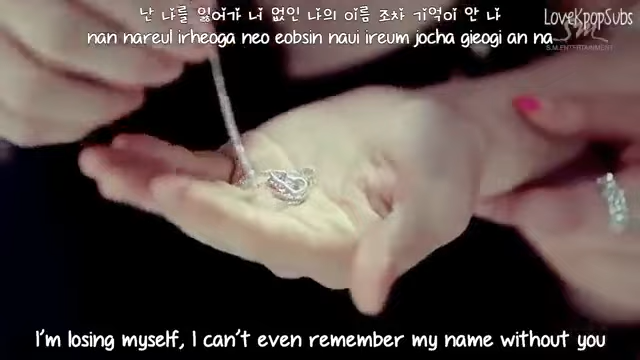 난 나를 잃어가 너 없인 나의 이름 조차 기억이 안 나
LoveKpopSubs
nan nareul irheoga neo eobsin naui ireum jocha gieogi an na
SM
S.M.ENTERTAINMENT
I'm losing myself, I can't even remember my name without you